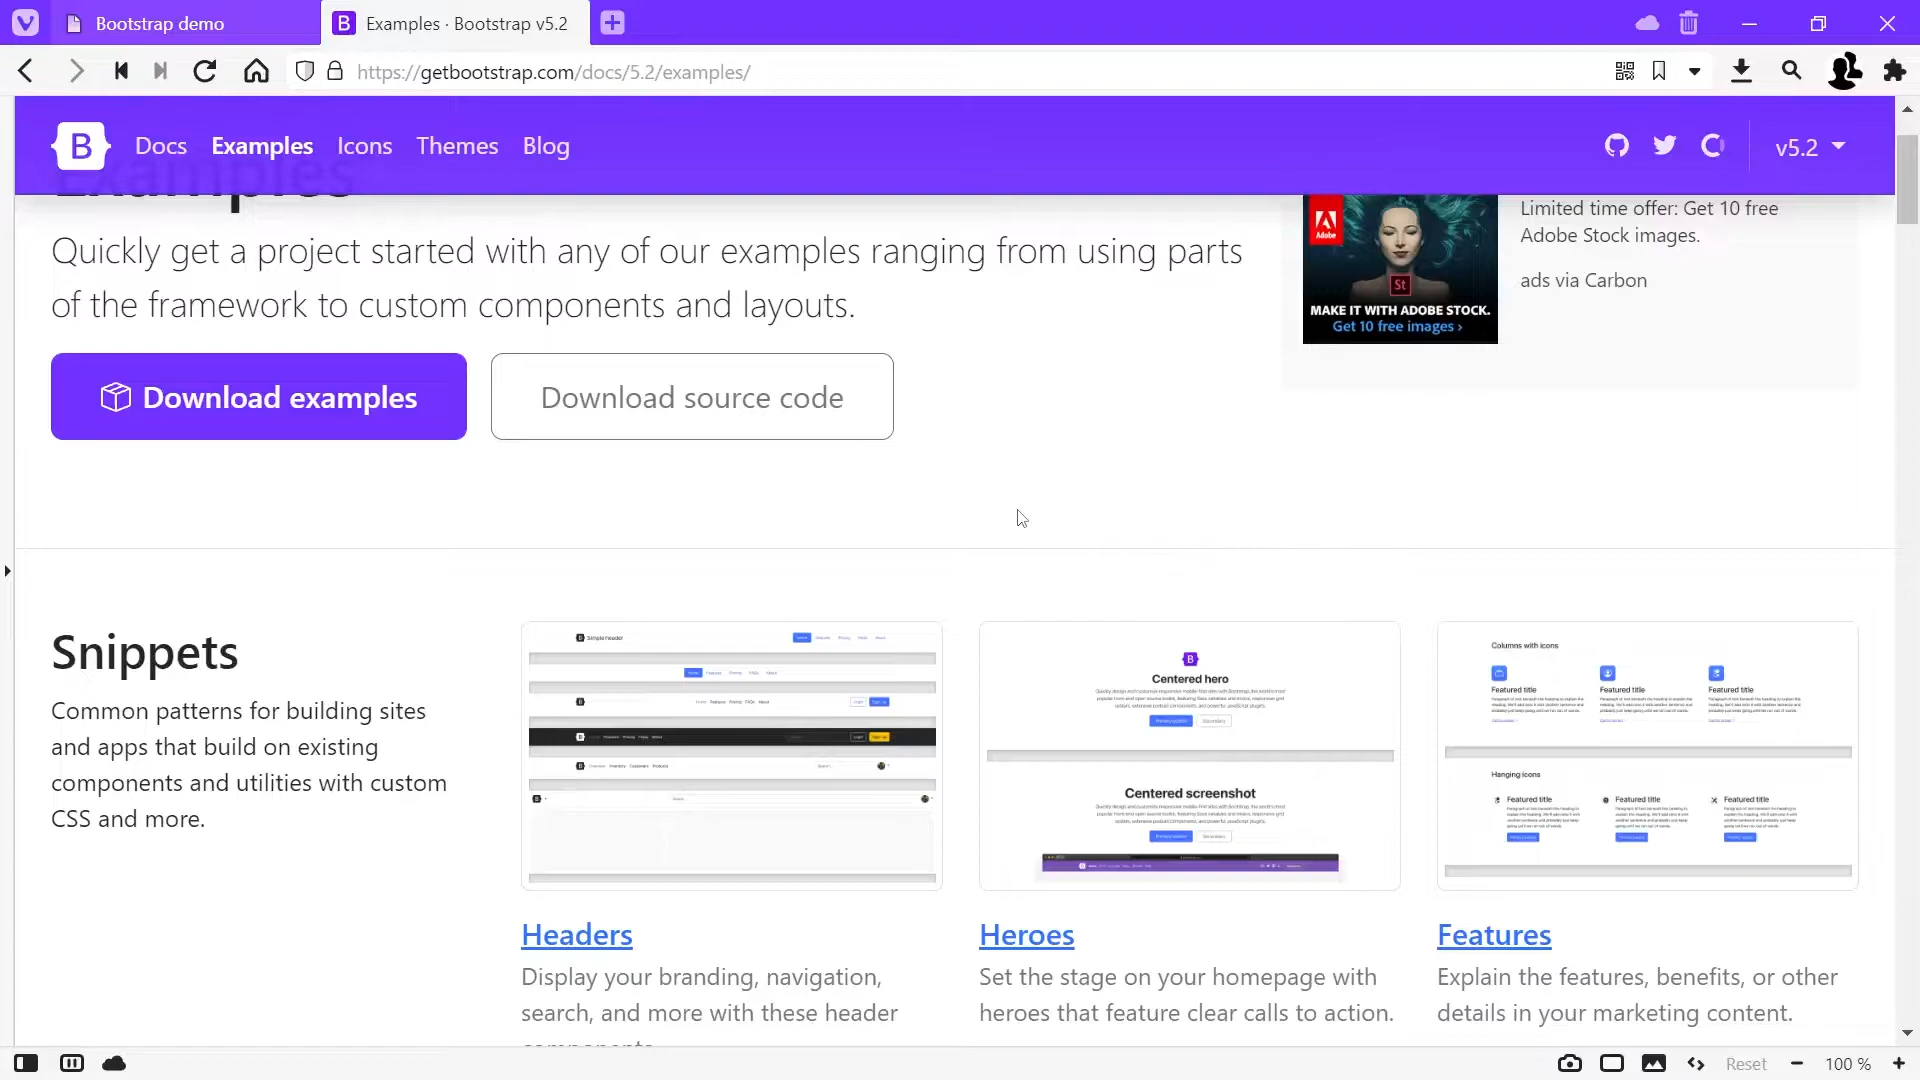 Bootstrap demo
B Examples · Bootstrap v5.2
https://getbootstrap.com/docs/5.2/examples/
B Docs Examples Icons Themes Blog
v5.2
Examples
Quickly get a project started with any of our examples ranging from using parts
of the framework to custom components and layouts.
Download examples
Download source code
Adobe
St
MAKE IT WITH ADOBE STOCK.
Get 10 free images ›
Limited time offer: Get 10 free
Adobe Stock images.
ads via Carbon
Snippets
Common patterns for building sites
and apps that build on existing
components and utilities with custom
CSS and more.
Simple header
Headers
Display your branding, navigation,
search, and more with these header
components.
B
Centered hero
Centered screenshot
Heroes
Set the stage on your homepage with
heroes that feature clear calls to action.
Columns with icons
Featured title Featured title Featured title
Hanging icons
Featured title Featured title Featured title
Features
Explain the features, benefits, or other
details in your marketing content.
Reset
100 %